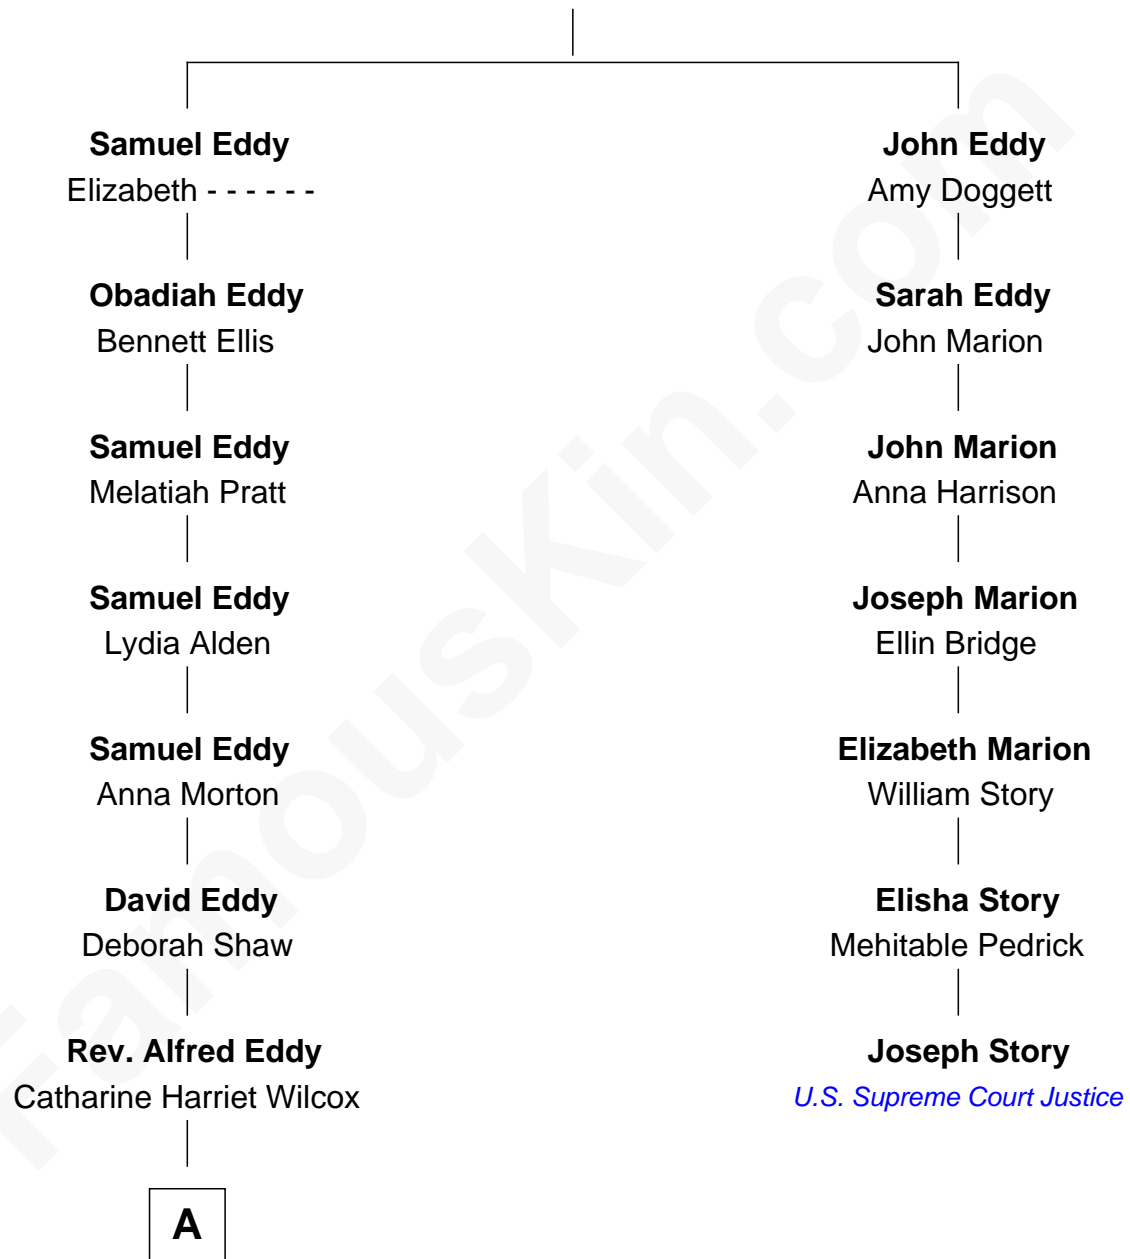 Samuel Eddy
Elizabeth - - - - - -
Obadiah Eddy
Bennett Ellis
Samuel Eddy
Melatiah Pratt
Samuel Eddy
Lydia Alden
Samuel Eddy
Anna Morton
David Eddy
Deborah Shaw
Rev. Alfred Eddy
Catharine Harriet Wilcox
A
John Eddy
Amy Doggett
Sarah Eddy
John Marion
John Marion
Anna Harrison
Joseph Marion
Ellin Bridge
Elizabeth Marion
William Story
Elisha Story
Mehitable Pedrick
Joseph Story
U.S. Supreme Court Justice
FamousKin.com